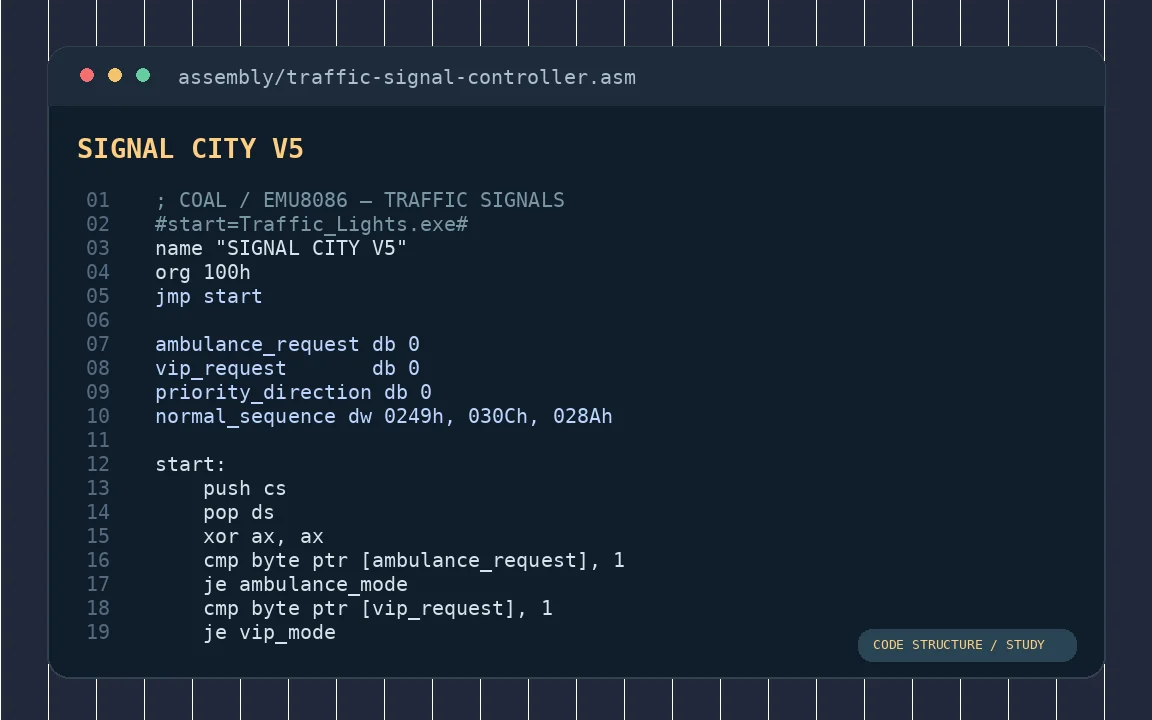 assembly/traffic-signal-controller.asm
SIGNAL CITY V5
01 ; COAL / EMU8086 — TRAFFIC SIGNALS
02 #start=Traffic_Lights.exe#
03 name "SIGNAL CITY V5"
04 org 100h
05 jmp start
06
07 ambulance_request db 0
08 vip_request       db 0
09 priority_direction db 0
10 normal_sequence dw 0249h, 030Ch, 028Ah
11
12 start:
13     push cs
14     pop ds
15     xor ax, ax
16     cmp byte ptr [ambulance_request], 1
17     je ambulance_mode
18     cmp byte ptr [vip_request], 1
19     je vip_mode
CODE STRUCTURE / STUDY